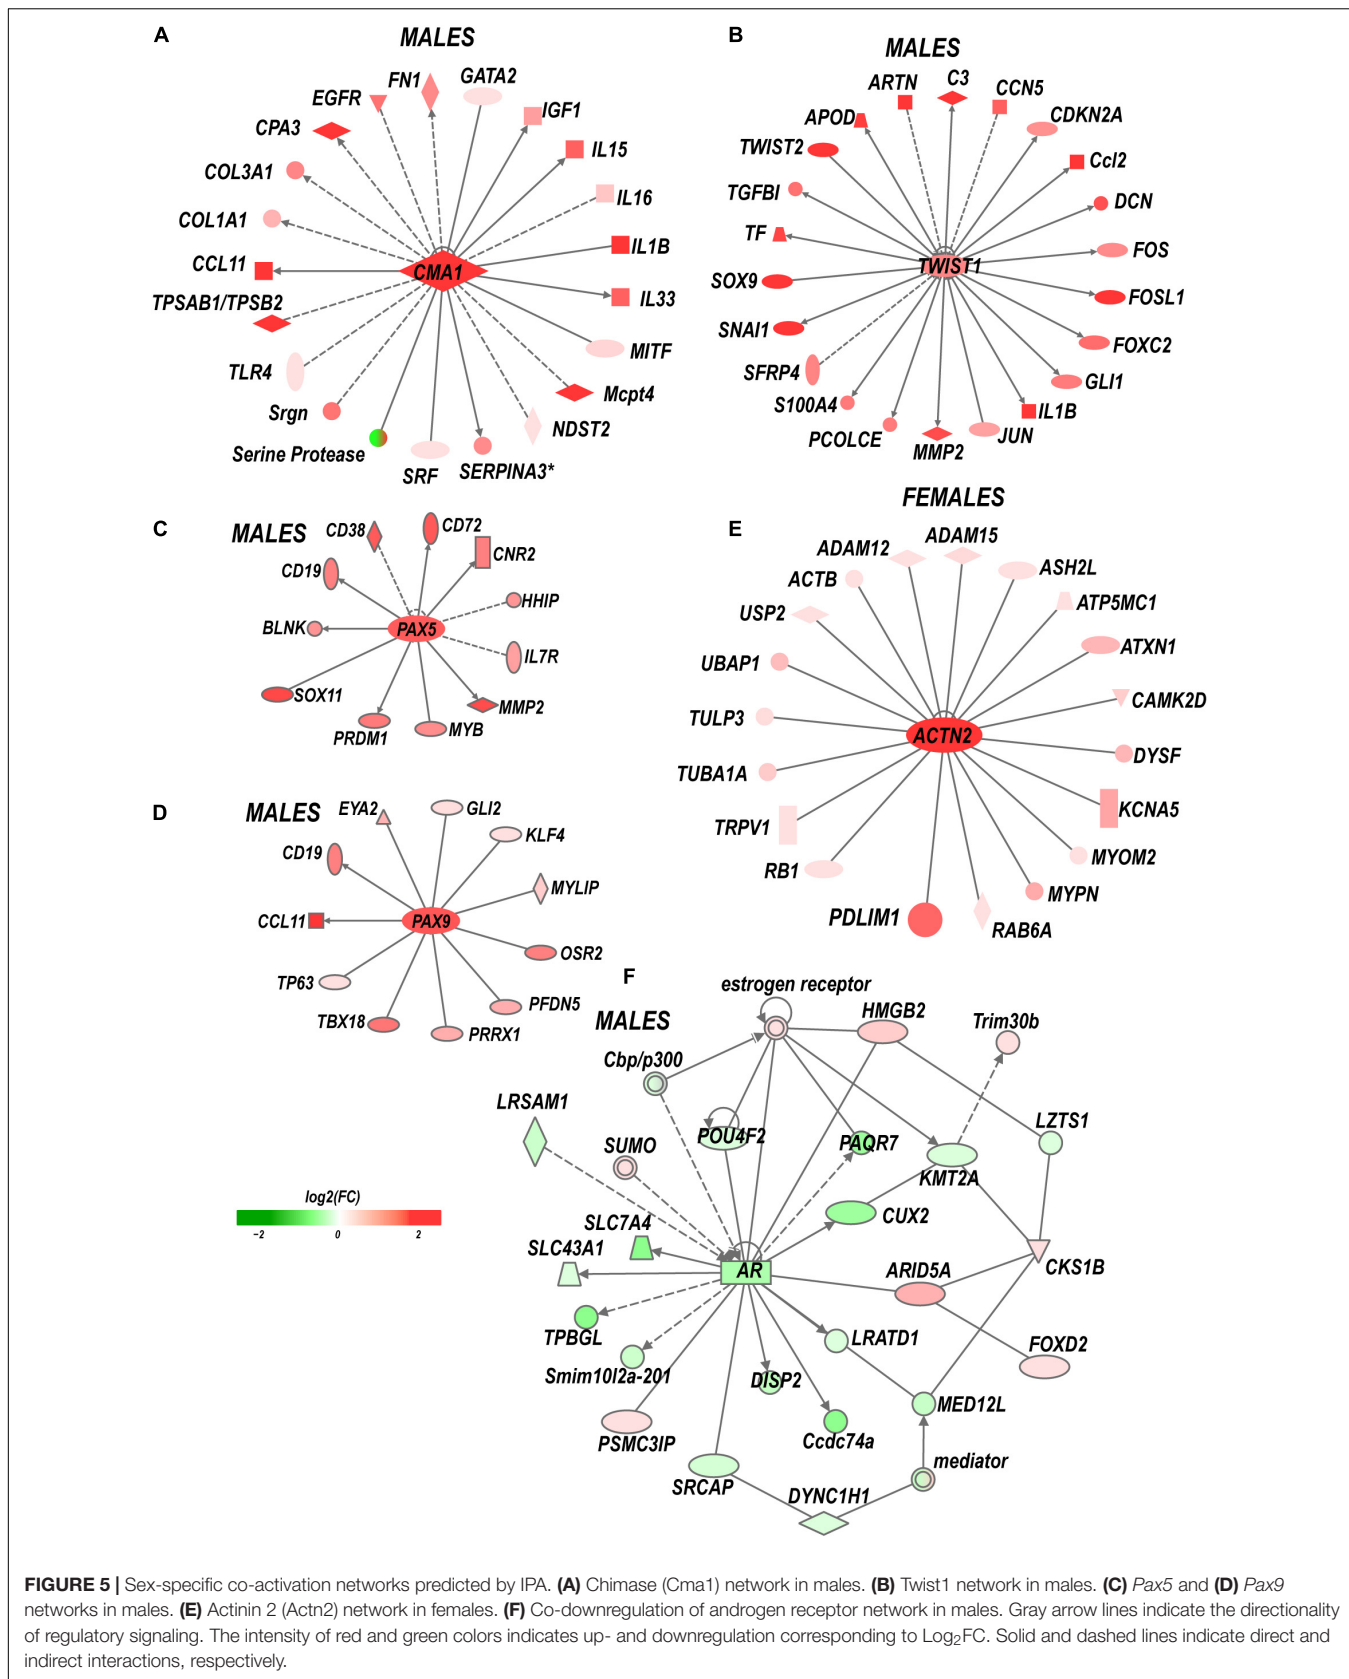 A
MALES
FN1
GATA2
EGFR
IGF1
CPA3
IL15
COL3A1
IL16
COL1A1
IL1B
CCL11
CMA1
TPSAB1/TPSB2
IL33
MITF
TLR4
Mcpt4
Srgn
NDST2
Serine Protease
SRF
SERPINA3*
B
MALES
ARTN
C3
CCN5
APOD
CDKN2A
TWIST2
Ccl2
TGFBI
DCN
TF
FOS
TWIST1
SOX9
FOSL1
SNAI1
FOXC2
SFRP4
GLI1
S100A4
IL1B
PCOLCE
JUN
MMP2
C
MALES
CD38
CD72
CNR2
CD19
HHIP
BLNK
PAX5
IL7R
SOX11
MMP2
PRDM1
MYB
D
MALES
EYA2
GLI2
KLF4
CD19
MYLIP
CCL11
PAX9
OSR2
TP63
PFDN5
TBX18
PRRX1
FEMALES
E
ADAM12
ADAM15
ACTB
ASH2L
USP2
ATP5MC1
UBAP1
ATXN1
CAMK2D
TULP3
ACTN2
DYSF
TUBA1A
KCNA5
TRPV1
MYOM2
RB1
MYPN
PDLIM1
RAB6A
F
MALES
estrogen receptor
HMGB2
Trim30b
Cbp/p300
LRSAM1
LZTS1
POU4F2
PAQR7
SUMO
KMT2A
CUX2
SLC7A4
SLC43A1
AR
ARID5A
CKS1B
TPBGL
LRATD1
FOXD2
Smim10l2a-201
DISP2
MED12L
PSMC3IP
Ccdc74a
mediator
SRCAP
DYNC1H1
log2(FC)
−2 0 2
FIGURE 5 | Sex-specific co-activation networks predicted by IPA. (A) Chimase (Cma1) network in males. (B) Twist1 network in males. (C) Pax5 and (D) Pax9
networks in males. (E) Actinin 2 (Actn2) network in females. (F) Co-downregulation of androgen receptor network in males. Gray arrow lines indicate the directionality
of regulatory signaling. The intensity of red and green colors indicates up- and downregulation corresponding to Log₂FC. Solid and dashed lines indicate direct and
indirect interactions, respectively.